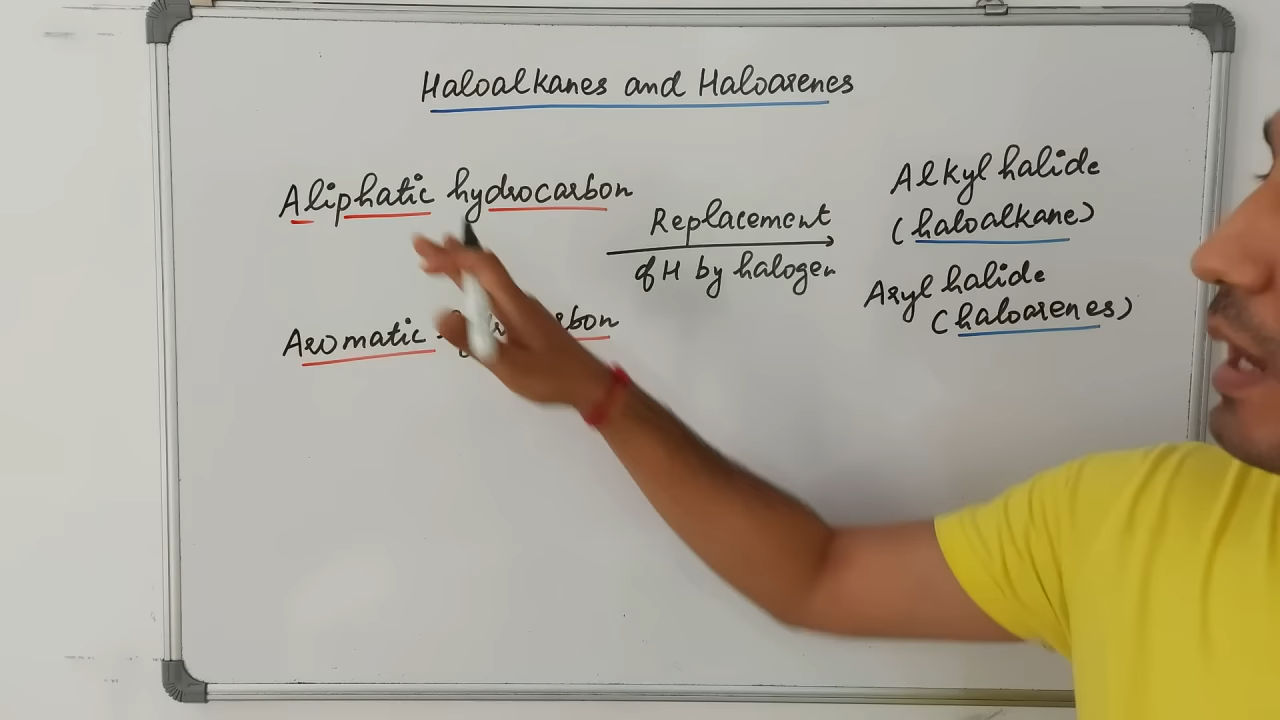 Haloalkanes and Haloarenes
Aliphatic hydrocarbon
Aromatic
Replacement
of H by halogen
Alkyl halide
(haloalkane)
Aryl halide
(haloarenes)